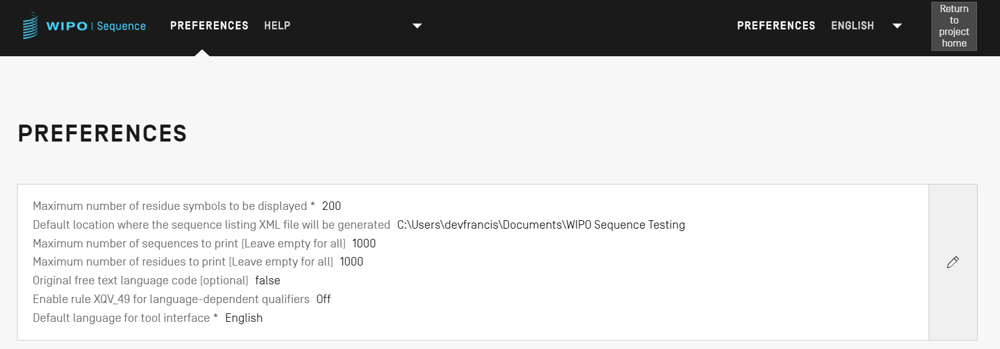 WIPO | Sequence PREFERENCES HELP PREFERENCES ENGLISH
Return
to
project
home
PREFERENCES
Maximum number of residue symbols to be displayed * 200
Default location where the sequence listing XML file will be generated C:\Users\devfrancis\Documents\WIPO Sequence Testing
Maximum number of sequences to print (Leave empty for all) 1000
Maximum number of residues to print (Leave empty for all) 1000
Original free text language code (optional) false
Enable rule XQV_49 for language-dependent qualifiers Off
Default language for tool interface * English